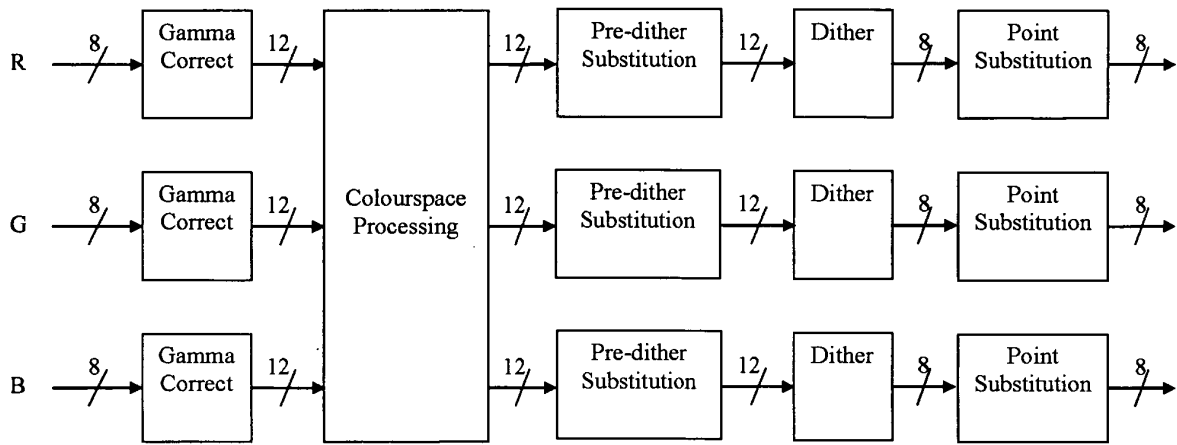 R
8
Gamma
Correct
12
12
Pre-dither
Substitution
12
Dither
8
Point
Substitution
8
G
8
Gamma
Correct
12
Colourspace
Processing
12
Pre-dither
Substitution
12
Dither
8
Point
Substitution
8
B
8
Gamma
Correct
12
12
Pre-dither
Substitution
12
Dither
8
Point
Substitution
8